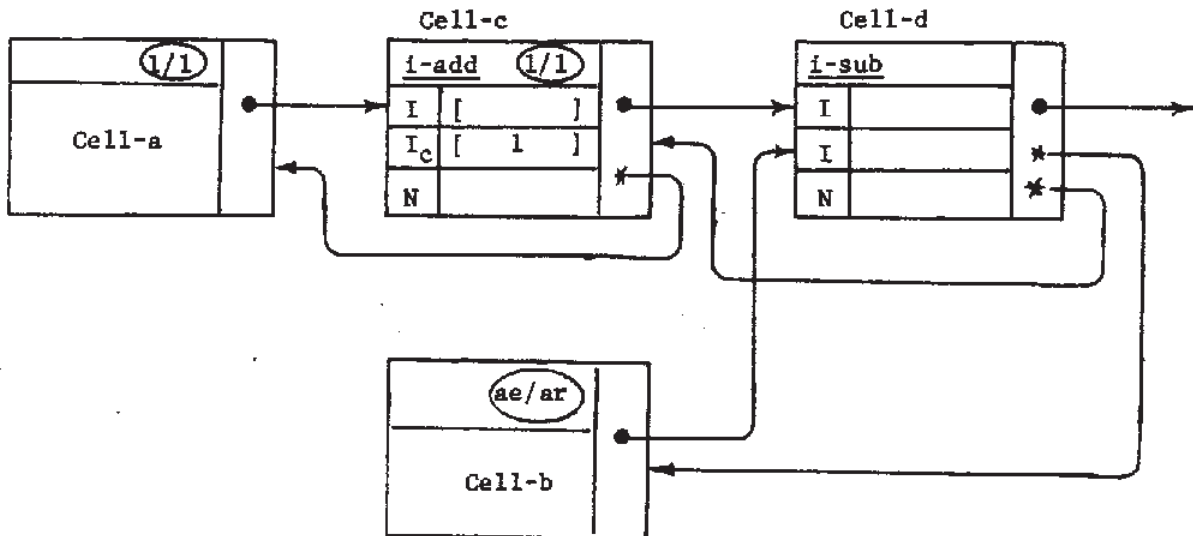 Cell-c
Cell-d
1/1
i-add 1/1
i-sub
I [ ]
I
Cell-a
Ic [ 1 ]
I
N
N
ae/ar
Cell-b